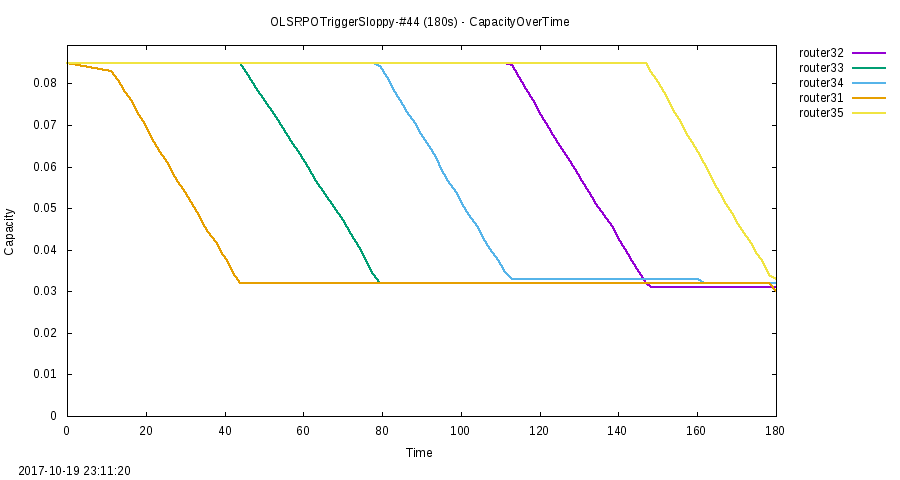 OLSRPOTriggerSloppy-#44 (180s) - CapacityOverTime
router32
router33
router34
router31
router35
0.08
0.07
0.06
0.05
0.04
0.03
0.02
0.01
0
Capacity
0 20 40 60 80 100 120 140 160 180
Time
2017-10-19 23:11:20